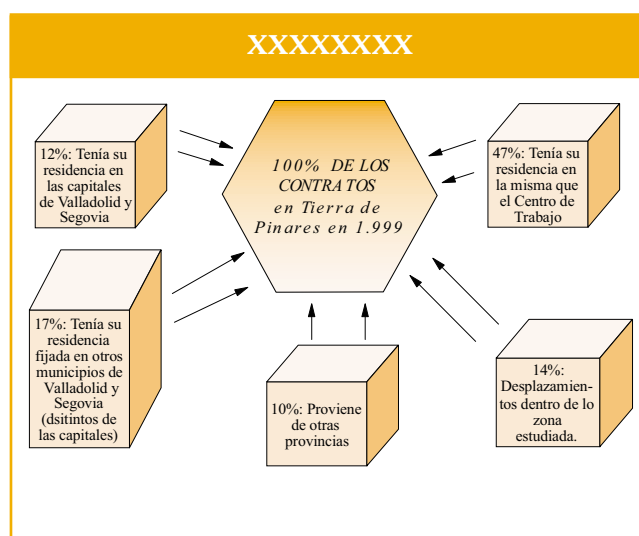 XXXXXXXX
12%: Tenía su
residencia en
las capitales
de Valladolid y
Segovia
100% DE LOS
CONTRATOS
en Tierra de
Pinares en 1.999
47%: Tenía su
residencia en
la misma que
el Centro de
Trabajo
17%: Tenía su
residencia
fijada en otros
municipios de
Valladolid y
Segovia
(dsitintos de
las capitales)
10%: Proviene
de otras
provincias
14%:
Desplazamien-
tos dentro de lo
zona
estudiada.